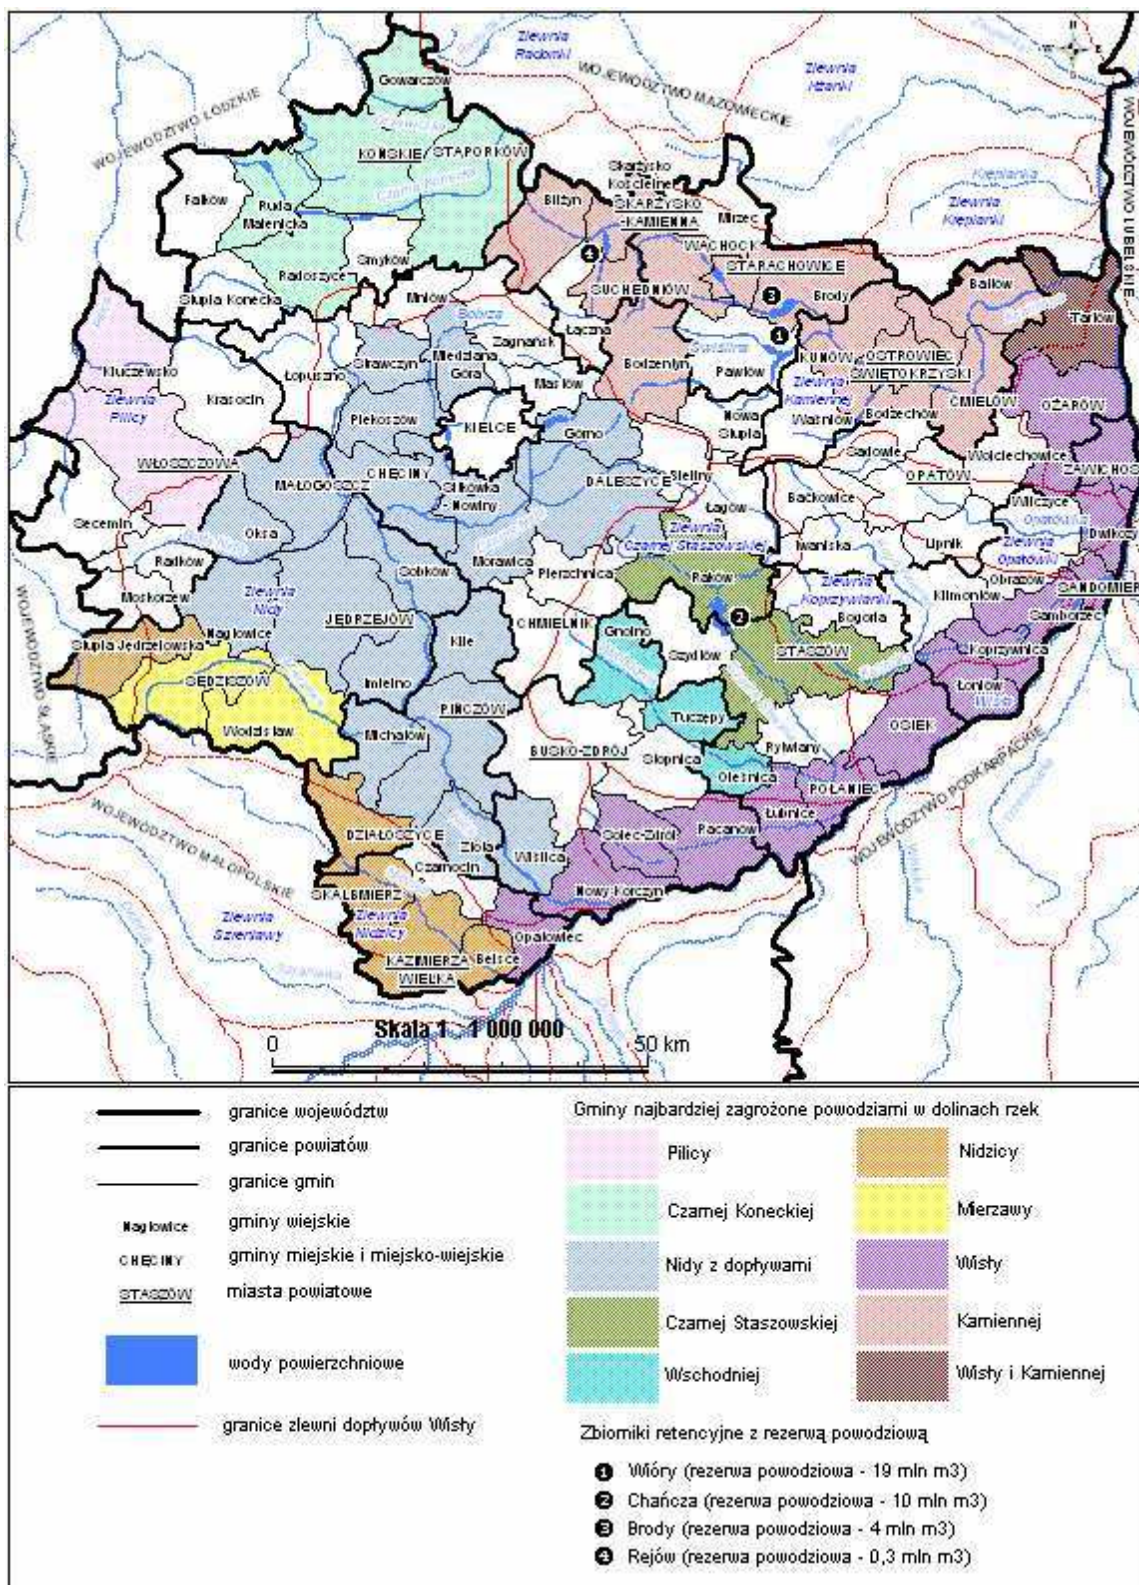 Zlewnia
Radomki
Zlewnia
Iłżanki
WOJEWÓDZTWO MAZOWIECKIE
WOJEWÓDZTWO ŁÓDZKIE
WOJEWÓDZTWO LUBELSKIE
Gowarczów
KOŃSKIE
STĄPORKÓW
Czarna Konecka
Fałków
Ruda
Maleniecka
Radoszyce
Smyków
Słupia Konecka
Skarżysko
Kościelne
SKARŻYSKO
-KAMIENNA
Bliżyn
Mirzec
WĄCHOCK
STARACHOWICE
SUCHEDNIÓW
Brody
Krępianka
Zlewnia
Krępianki
Bałtów
Tarłów
Mniów
Bobrza
Łączna
Zagnańsk
Bodzentyn
Świślina
Pawłów
KUNÓW
OSTROWIEC
ŚWIĘTOKRZYSKI
Zlewnia
Kamiennej
Waśniów
Bodzechów
ĆMIELÓW
OŻARÓW
Kluczewsko
Zlewnia
Pilicy
Krasocin
Łopuszno
Strawczyn
Miedziana
Góra
Masłów
Piekoszów
KIELCE
Górno
Nowa
Słupia
Sadowie
Wojciechowice
ZAWICHOST
OPATÓW
WŁOSZCZOWA
MAŁOGOSZCZ
CHĘCINY
Sitkówka
- Nowiny
DALESZYCE
Bieliny
Baćkowice
Wilczyce
Opatówka
Dwikozy
Secemin
Oksa
Łagów
Zlewnia
Czarnej Staszowskiej
Iwaniska
Lipnik
Zlewnia
Opatówki
Radków
Sobków
Morawica
Pierzchnica
Raków
Zlewnia
Koprzywianki
Obrazów
SANDOMIERZ
Moskorzew
Zlewnia
Nidy
Klimontów
Samborzec
Słupia Jędrzejowska
Nagłowice
JĘDRZEJÓW
Kije
CHMIELNIK
Gnojno
Bogoria
STASZÓW
Szydłów
Koprzywnica
SĘDZISZÓW
Imielno
Łoniów
Wisła
WOJEWÓDZTWO ŚLĄSKIE
Wodzisław
PIŃCZÓW
Michałów
Tuczępy
OSIEK
BUSKO-ZDRÓJ
Stopnica
Rytwiany
Oleśnica
POŁANIEC
WOJEWÓDZTWO PODKARPACKIE
WOJEWÓDZTWO MAŁOPOLSKIE
DZIAŁOSZYCE
Złota
Wiślica
Solec-Zdrój
Pacanów
Łubnice
Czarnocin
SKALBMIERZ
Nowy Korczyn
Zlewnia
Szreniawy
Zlewnia
Nidzicy
Opatowiec
KAZIMIERZA
WIELKA
Bejsce
Skala 1 : 1 000 000
0 50 km
granice województw
granice powiatów
granice gmin
Nagłowice gminy wiejskie
CHĘCINY gminy miejskie i miejsko-wiejskie
STASZÓW miasta powiatowe
wody powierzchniowe
granice zlewni dopływów Wisły
Gminy najbardziej zagrożone powodziami w dolinach rzek
Pilicy
Czarnej Koneckiej
Nidy z dopływami
Czarnej Staszowskiej
Wschodniej
Nidzicy
Mierzawy
Wisły
Kamiennej
Wisły i Kamiennej
Zbiorniki retencyjne z rezerwą powodziową
1 Wióry (rezerwa powodziowa - 19 mln m3)
2 Chańcza (rezerwa powodziowa - 10 mln m3)
3 Brody (rezerwa powodziowa - 4 mln m3)
4 Rejów (rezerwa powodziowa - 0,3 mln m3)